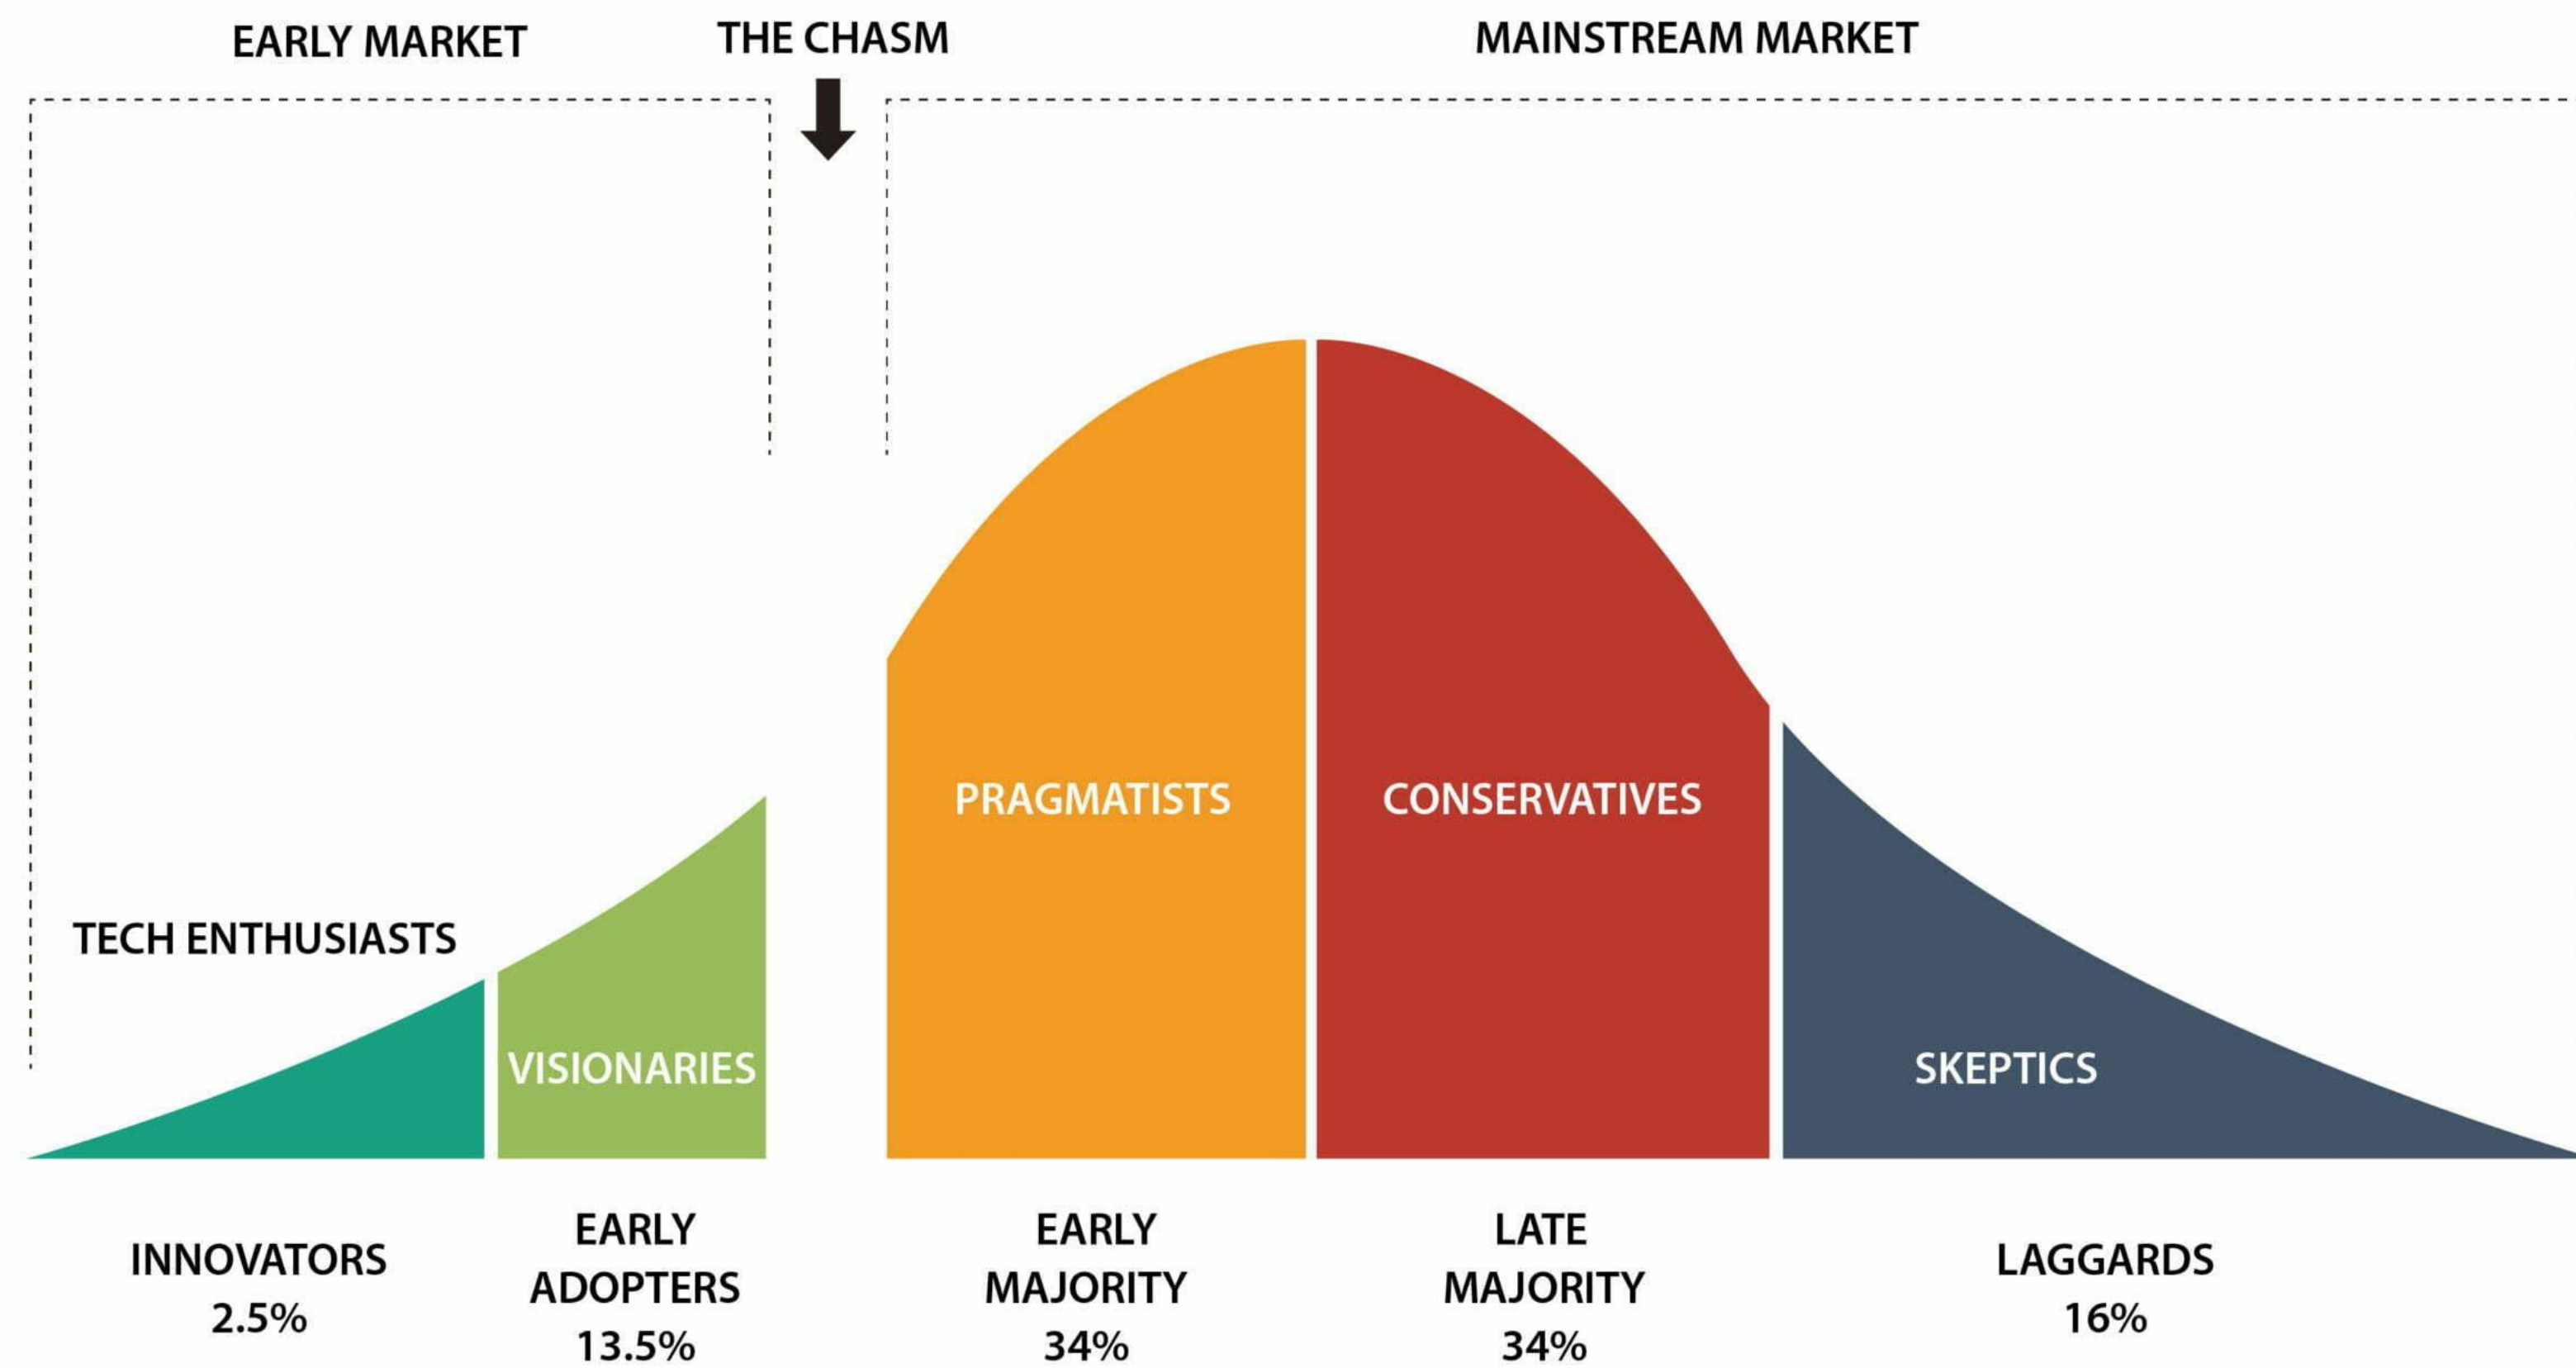 EARLY MARKET
THE CHASM
MAINSTREAM MARKET
PRAGMATISTS
CONSERVATIVES
TECH ENTHUSIASTS
VISIONARIES
SKEPTICS
INNOVATORS
2.5%
EARLY
ADOPTERS
13.5%
EARLY
MAJORITY
34%
LATE
MAJORITY
34%
LAGGARDS
16%